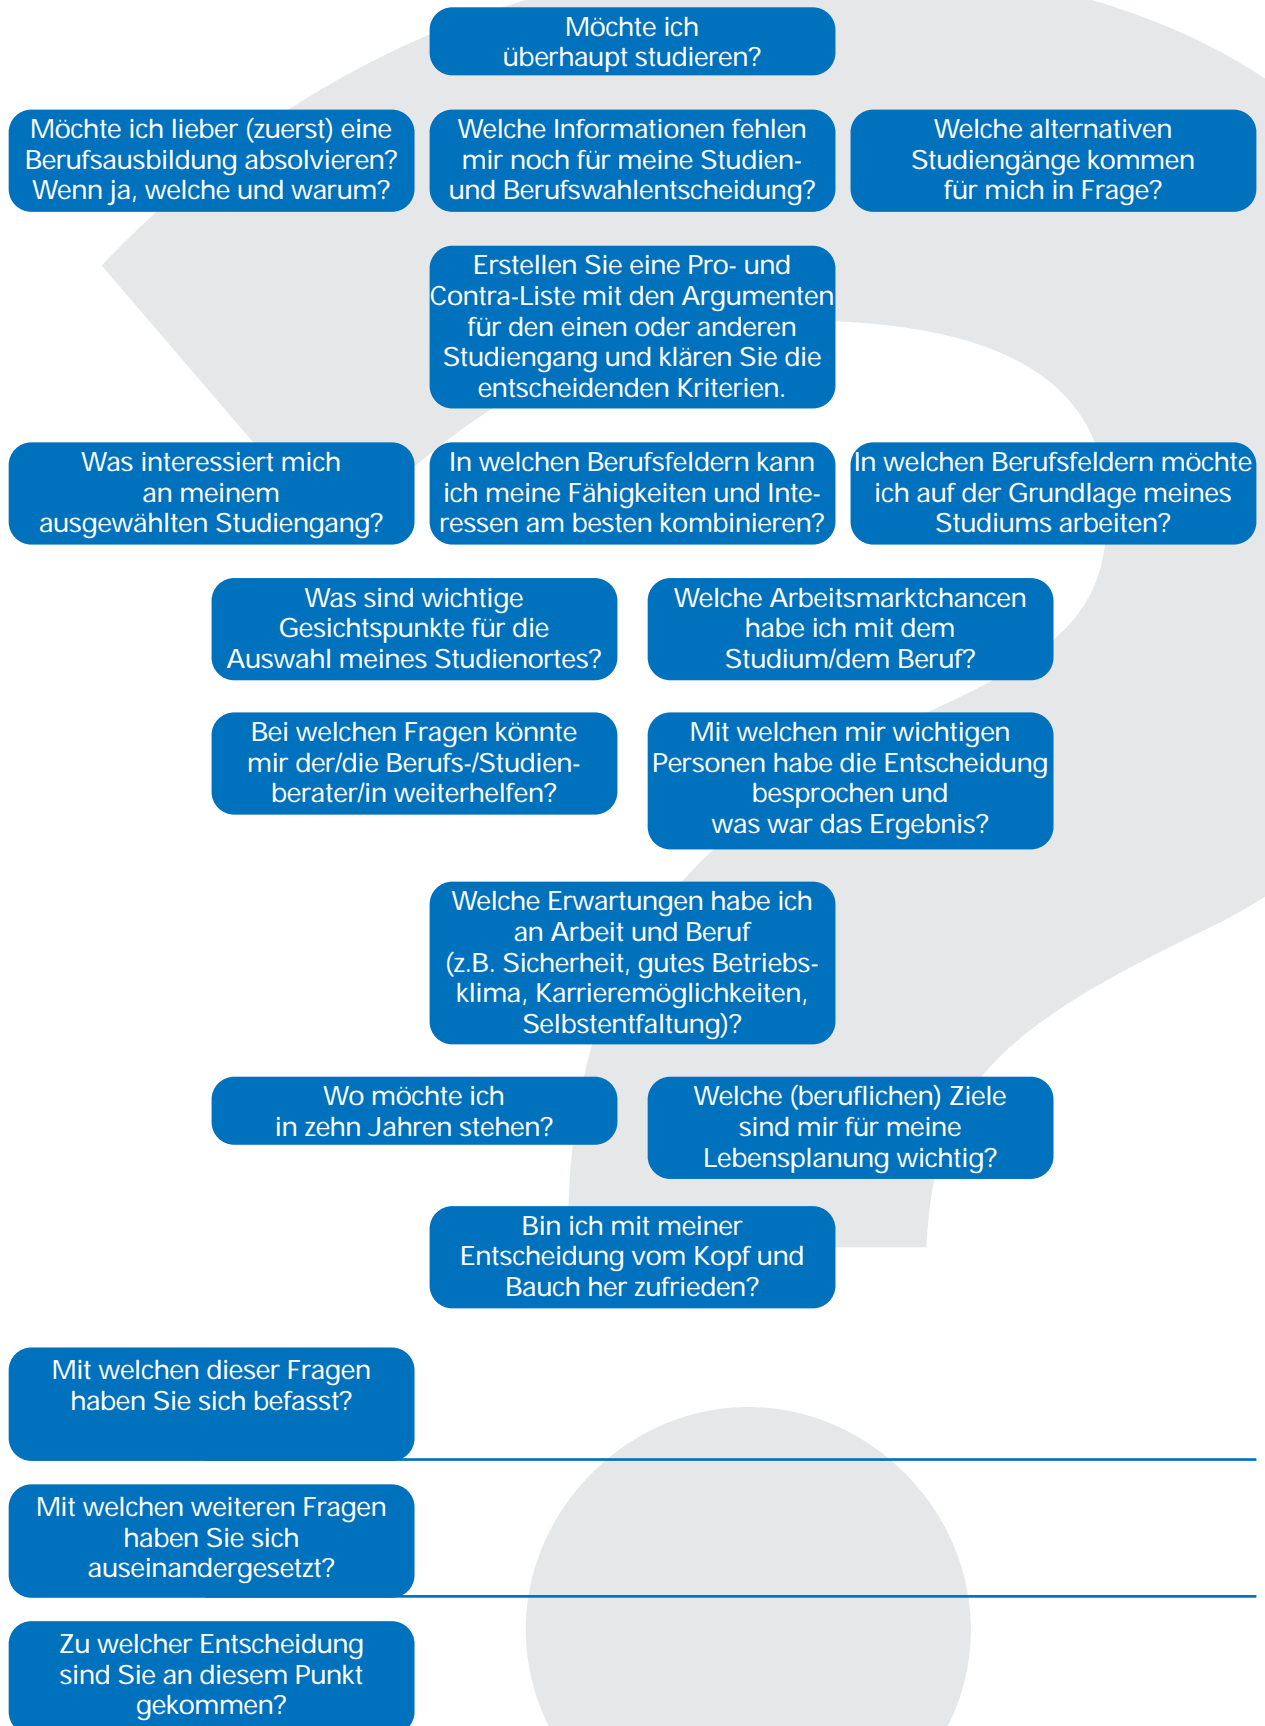 Möchte ich
überhaupt studieren?
Möchte ich lieber (zuerst) eine
Berufsausbildung absolvieren?
Wenn ja, welche und warum?
Welche Informationen fehlen
mir noch für meine Studien-
und Berufswahlentscheidung?
Welche alternativen
Studiengänge kommen
für mich in Frage?
Erstellen Sie eine Pro- und
Contra-Liste mit den Argumenten
für den einen oder anderen
Studiengang und klären Sie die
entscheidenden Kriterien.
Was interessiert mich
an meinem
ausgewählten Studiengang?
In welchen Berufsfeldern kann
ich meine Fähigkeiten und Inte-
ressen am besten kombinieren?
In welchen Berufsfeldern möchte
ich auf der Grundlage meines
Studiums arbeiten?
Was sind wichtige
Gesichtspunkte für die
Auswahl meines Studienortes?
Welche Arbeitsmarktchancen
habe ich mit dem
Studium/dem Beruf?
Bei welchen Fragen könnte
mir der/die Berufs-/Studien-
berater/in weiterhelfen?
Mit welchen mir wichtigen
Personen habe die Entscheidung
besprochen und
was war das Ergebnis?
Welche Erwartungen habe ich
an Arbeit und Beruf
(z.B. Sicherheit, gutes Betriebs-
klima, Karrieremöglichkeiten,
Selbstentfaltung)?
Wo möchte ich
in zehn Jahren stehen?
Welche (beruflichen) Ziele
sind mir für meine
Lebensplanung wichtig?
Bin ich mit meiner
Entscheidung vom Kopf und
Bauch her zufrieden?
Mit welchen dieser Fragen
haben Sie sich befasst?
Mit welchen weiteren Fragen
haben Sie sich
auseinandergesetzt?
Zu welcher Entscheidung
sind Sie an diesem Punkt
gekommen?